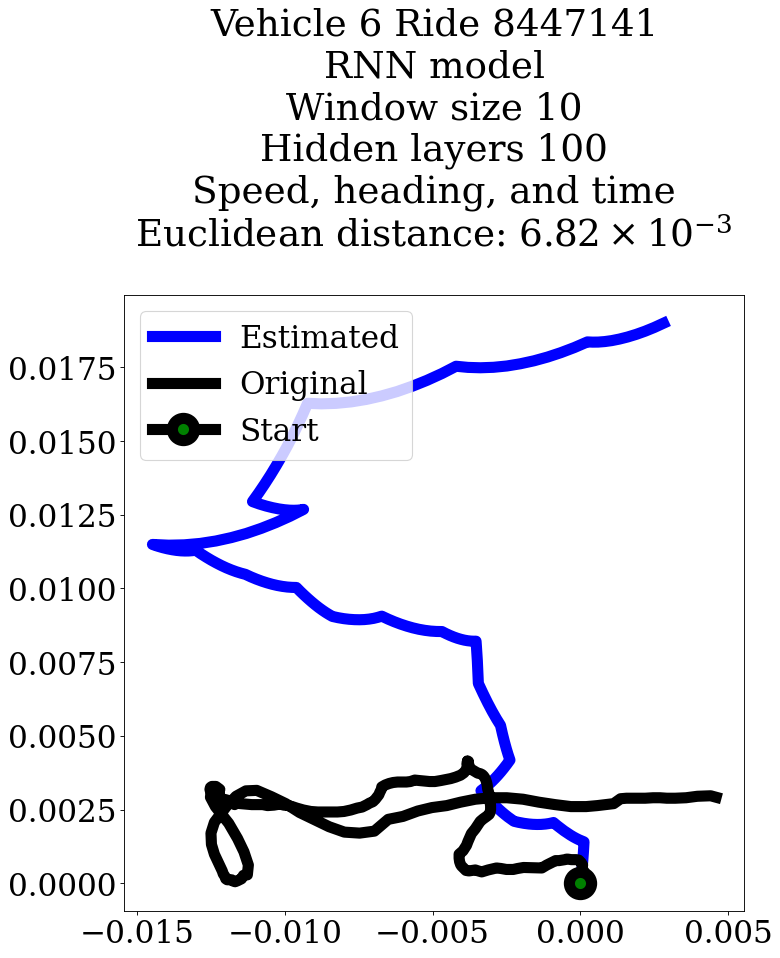 Vehicle 6 Ride 8447141
RNN model
Window size 10
Hidden layers 100
Speed, heading, and time
Euclidean distance: 6.82 × 10⁻³
Estimated
Original
Start
0.0175
0.0150
0.0125
0.0100
0.0075
0.0050
0.0025
0.0000
−0.015 −0.010 −0.005 0.000 0.005